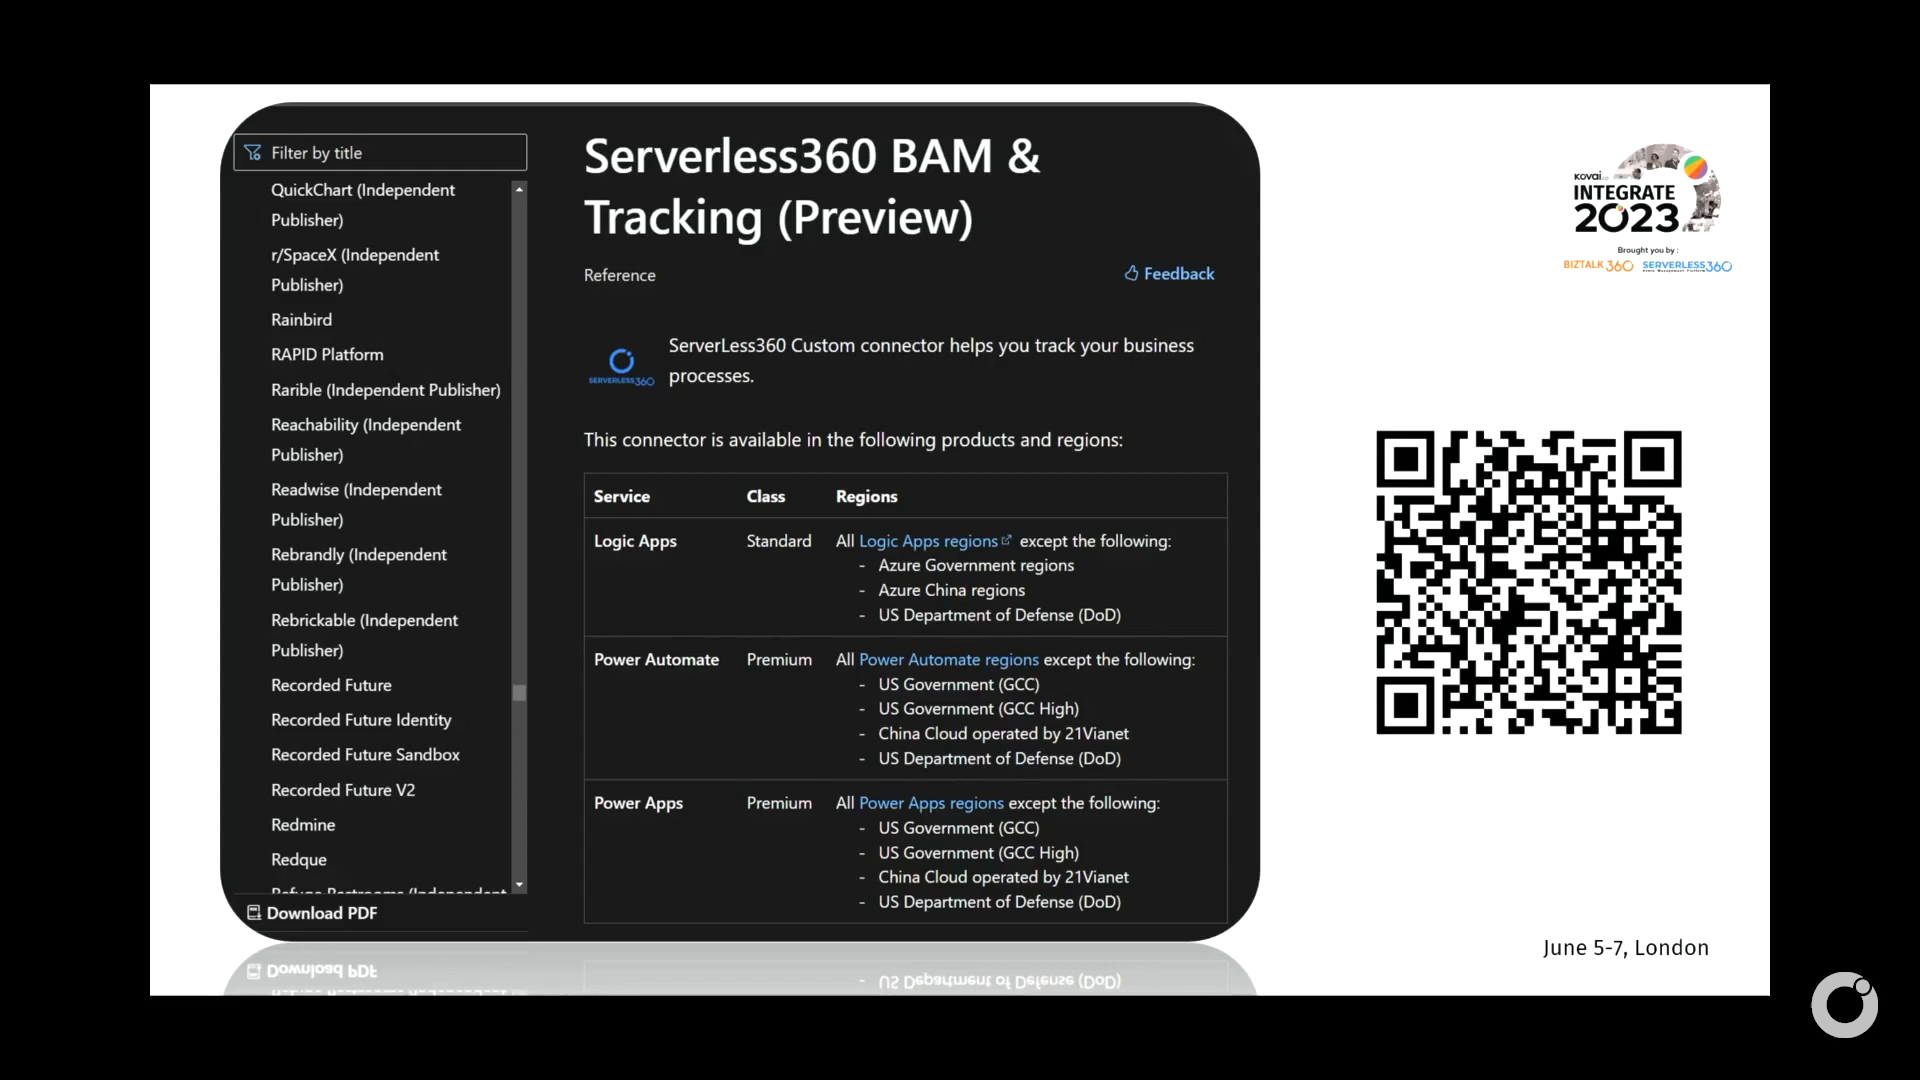 Filter by title
QuickChart (Independent
Publisher)
r/SpaceX (Independent
Publisher)
Rainbird
RAPID Platform
Rarible (Independent Publisher)
Reachability (Independent
Publisher)
Readwise (Independent
Publisher)
Rebrandly (Independent
Publisher)
Rebrickable (Independent
Publisher)
Recorded Future
Recorded Future Identity
Recorded Future Sandbox
Recorded Future V2
Redmine
Redque
Refuge Restrooms (Independent
Download PDF
Serverless360 BAM &
Tracking (Preview)
Reference
Feedback
SERVERLESS360
ServerLess360 Custom connector helps you track your business
processes.
This connector is available in the following products and regions:
Service Class Regions
Logic Apps Standard All Logic Apps regions except the following:
- Azure Government regions
- Azure China regions
- US Department of Defense (DoD)
Power Automate Premium All Power Automate regions except the following:
- US Government (GCC)
- US Government (GCC High)
- China Cloud operated by 21Vianet
- US Department of Defense (DoD)
Power Apps Premium All Power Apps regions except the following:
- US Government (GCC)
- US Government (GCC High)
- China Cloud operated by 21Vianet
- US Department of Defense (DoD)
kovai.co
INTEGRATE
2023
Brought you by :
BIZTALK360 SERVERLESS360
June 5-7, London